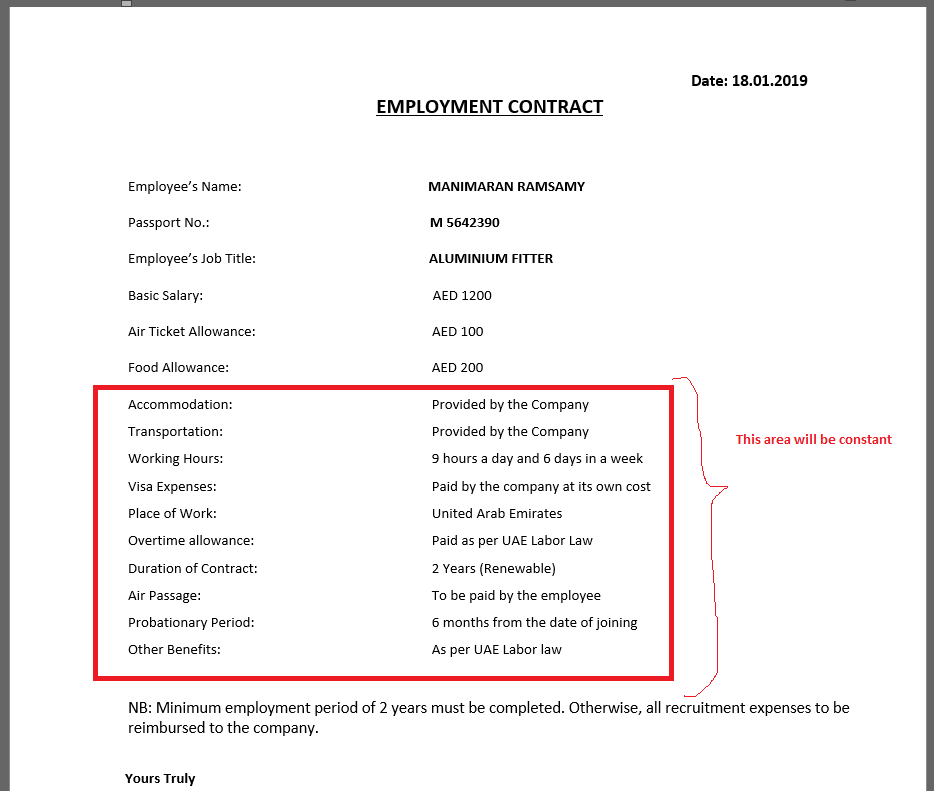 Date: 18.01.2019
EMPLOYMENT CONTRACT
Employee’s Name: MANIMARAN RAMSAMY
Passport No.: M 5642390
Employee’s Job Title: ALUMINIUM FITTER
Basic Salary: AED 1200
Air Ticket Allowance: AED 100
Food Allowance: AED 200
Accommodation: Provided by the Company
Transportation: Provided by the Company
This area will be constant
Working Hours: 9 hours a day and 6 days in a week
Visa Expenses: Paid by the company at its own cost
Place of Work: United Arab Emirates
Overtime allowance: Paid as per UAE Labor Law
Duration of Contract: 2 Years (Renewable)
Air Passage: To be paid by the employee
Probationary Period: 6 months from the date of joining
Other Benefits: As per UAE Labor law
NB: Minimum employment period of 2 years must be completed. Otherwise, all recruitment expenses to be
reimbursed to the company.
Yours Truly